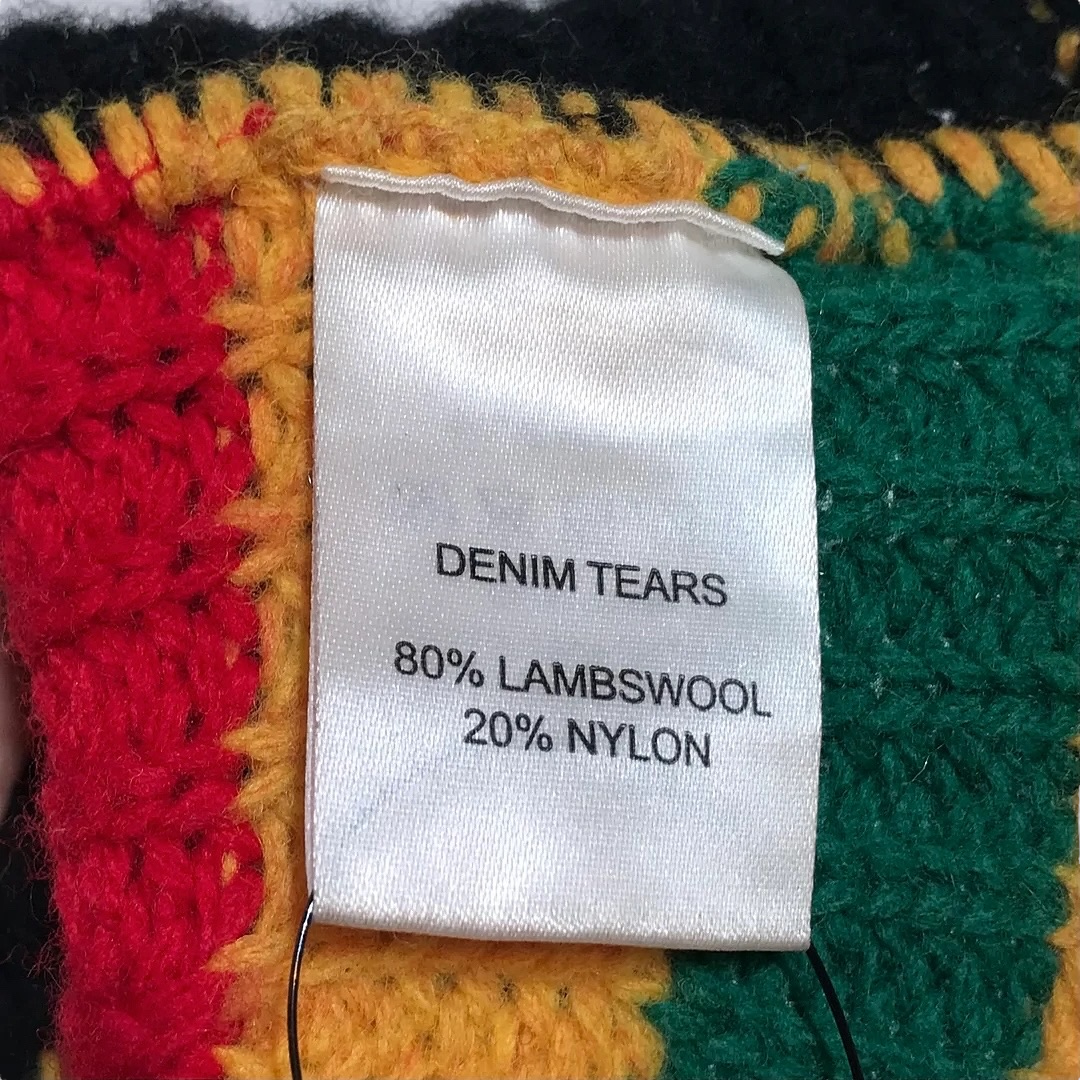 DENIM TEARS
80% LAMBSWOOL
20% NYLON